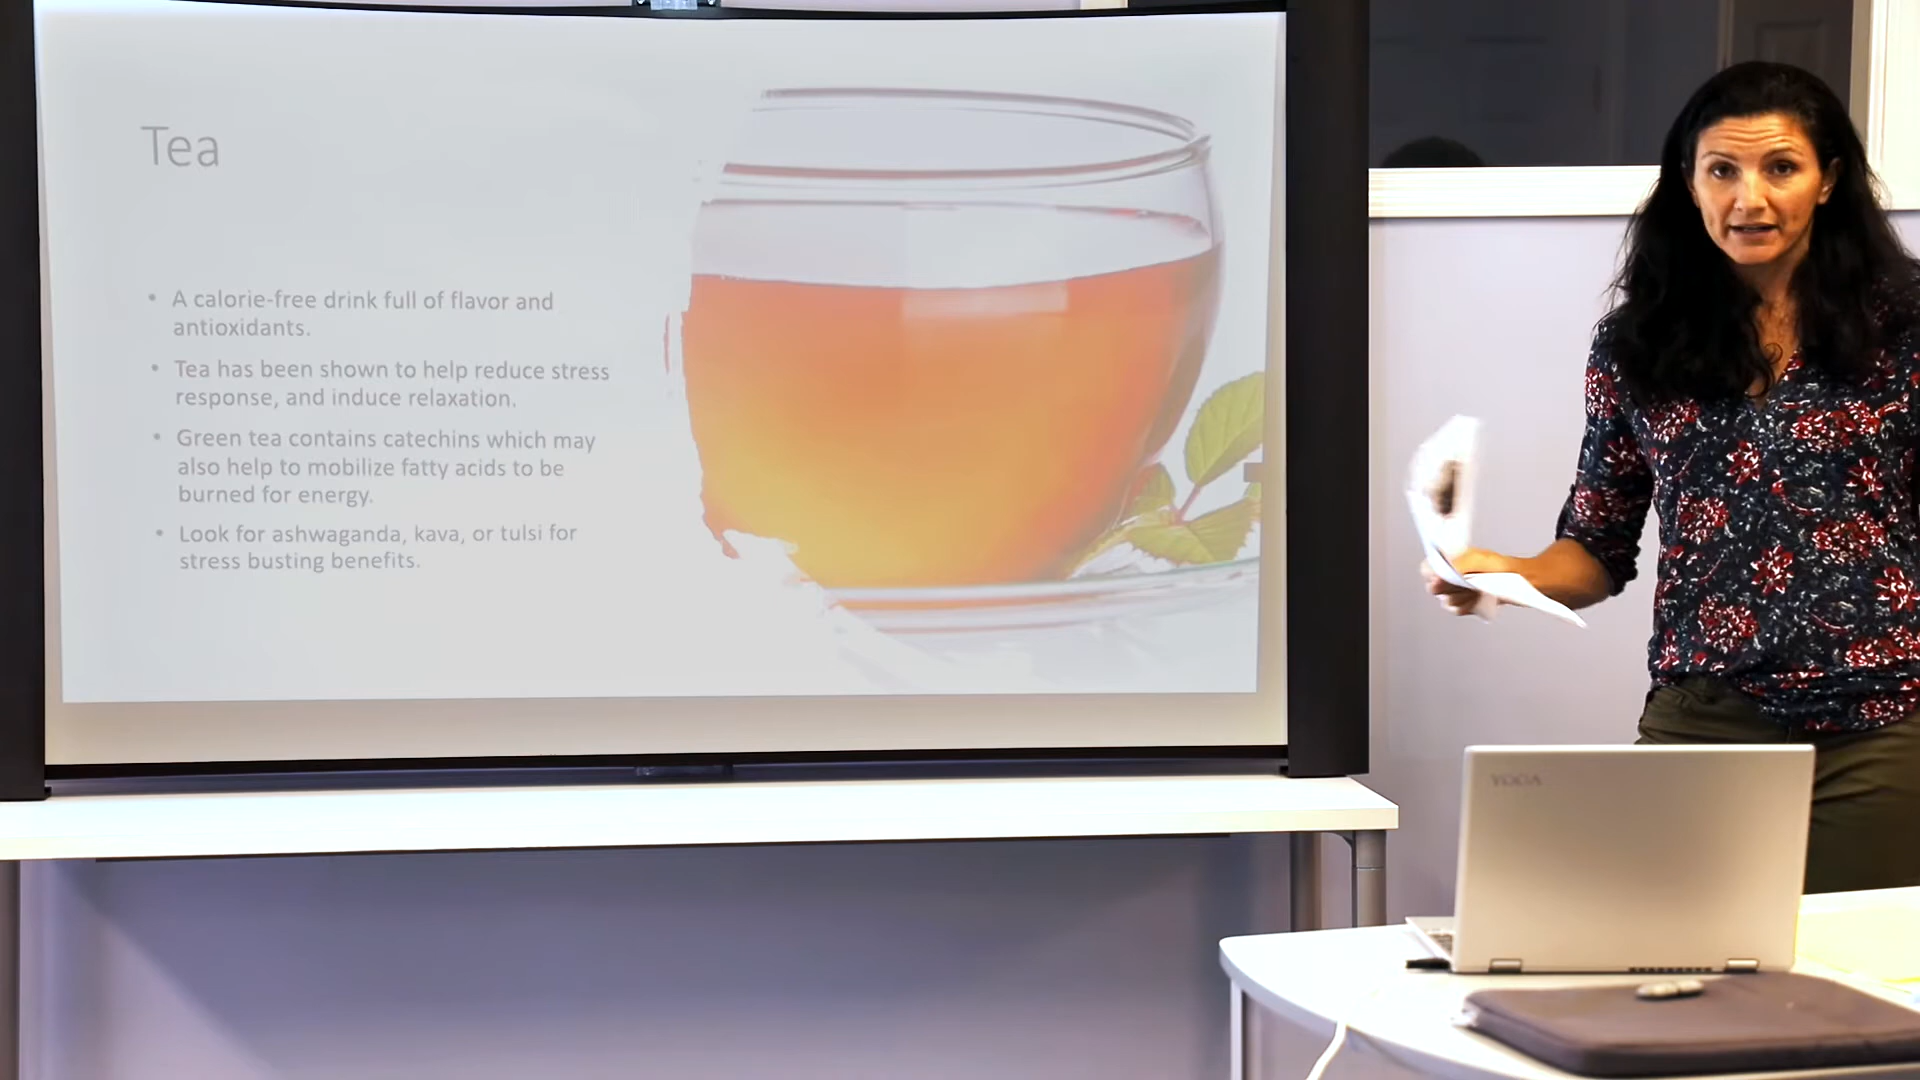 Tea
• A calorie-free drink full of flavor and
antioxidants.
• Tea has been shown to help reduce stress
response, and induce relaxation.
• Green tea contains catechins which may
also help to mobilize fatty acids to be
burned for energy.
• Look for ashwaganda, kava, or tulsi for
stress busting benefits.
YOGA